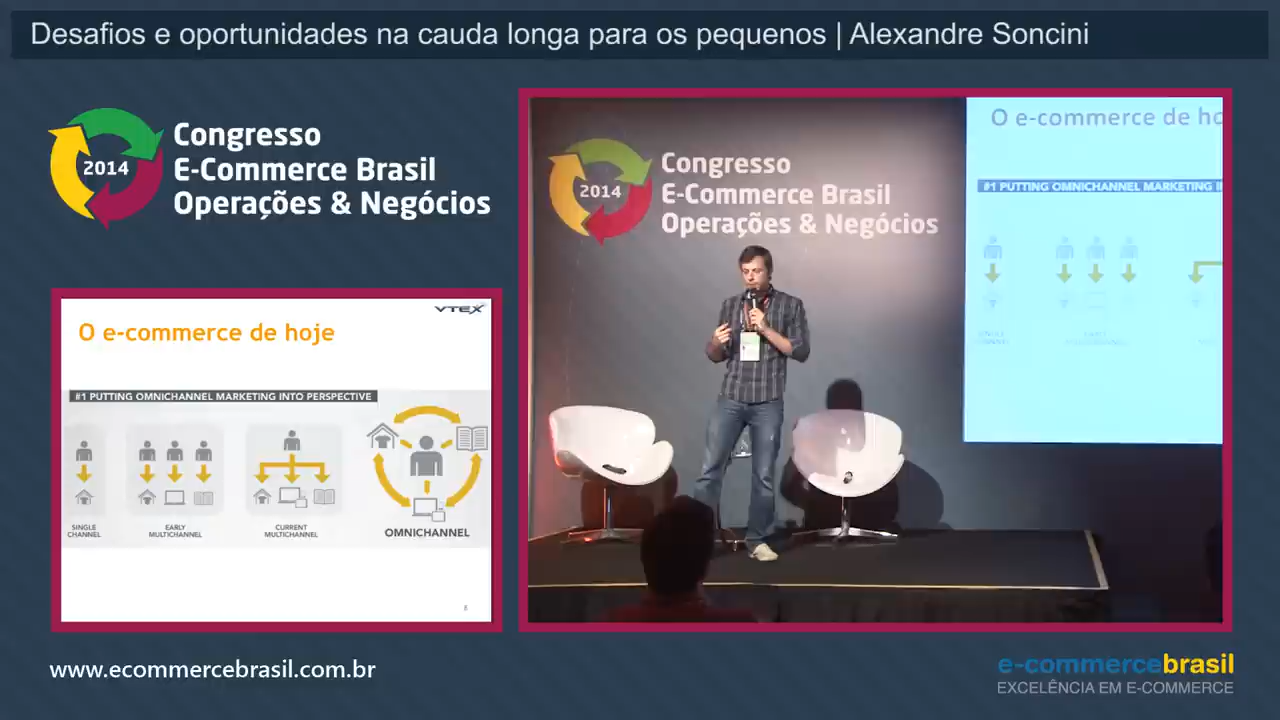 Desafios e oportunidades na cauda longa para os pequenos | Alexandre Soncini
2014
Congresso
E-Commerce Brasil
Operações & Negócios
VTEX
O e-commerce de hoje
#1 PUTTING OMNICHANNEL MARKETING INTO PERSPECTIVE
SINGLE
CHANNEL
EARLY
MULTICHANNEL
CURRENT
MULTICHANNEL
OMNICHANNEL
8
2014
Congresso
E-Commerce Brasil
Operações & Negócios
O e-commerce de ho
#1 PUTTING OMNICHANNEL MARKETING I
www.ecommercebrasil.com.br
e-commercebrasil
EXCELÊNCIA EM E-COMMERCE